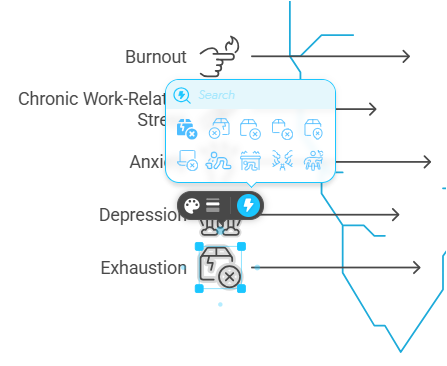 Burnout
Search
Chronic Work-Relat
Stre
Anxi
Depression
Exhaustion